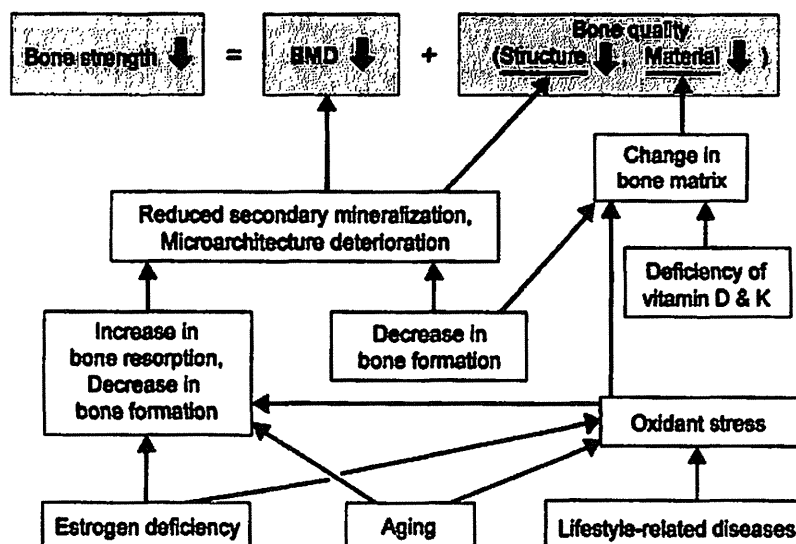 Bone strength = BMD + Bone quality
(Structure , Material )
Change in
bone matrix
Reduced secondary mineralization,
Microarchitecture deterioration
Deficiency of
vitamin D & K
Increase in
bone resorption,
Decrease in
bone formation
Decrease in
bone formation
Oxidant stress
Estrogen deficiency
Aging
Lifestyle-related diseases